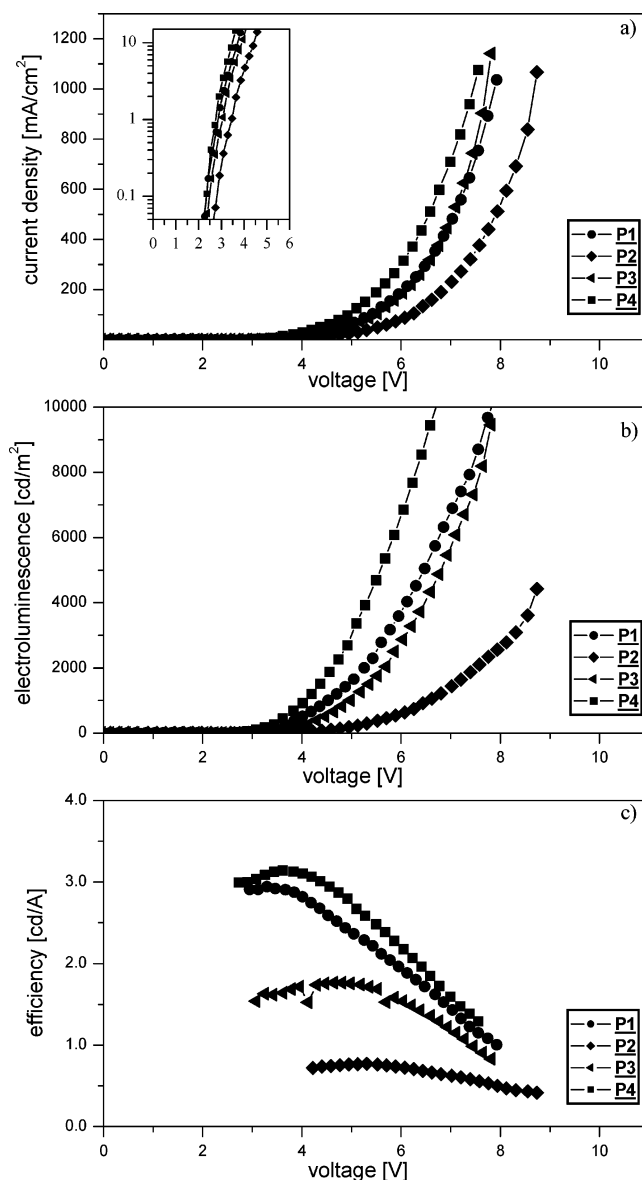 a)
1200
1000
800
600
400
200
current density [mA/cm²]
10
1
0.1
0 1 2 3 4 5 6
P1
P2
P3
P4
0 2 4 6 8 10
voltage [V]
b)
10000
8000
6000
4000
2000
0
electroluminescence [cd/m²]
P1
P2
P3
P4
0 2 4 6 8 10
voltage [V]
c)
4.0
3.0
2.0
1.0
0.0
efficiency [cd/A]
P1
P2
P3
P4
0 2 4 6 8 10
voltage [V]